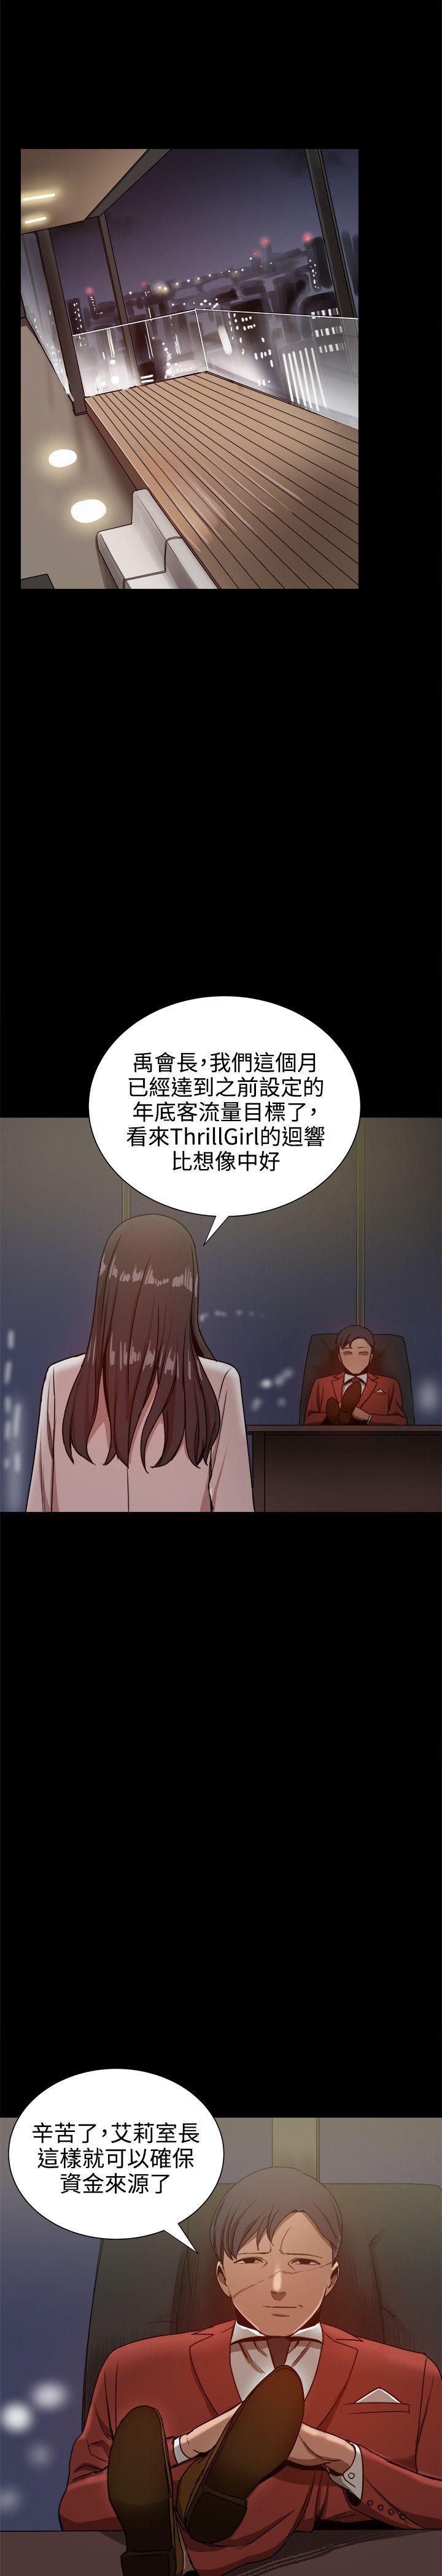 禹會長,我們這個月
已經達到之前設定的
年底客流量目標了,
看來ThrillGirl的迴響
比想像中好
辛苦了,艾莉室長
這樣就可以確保
資金來源了